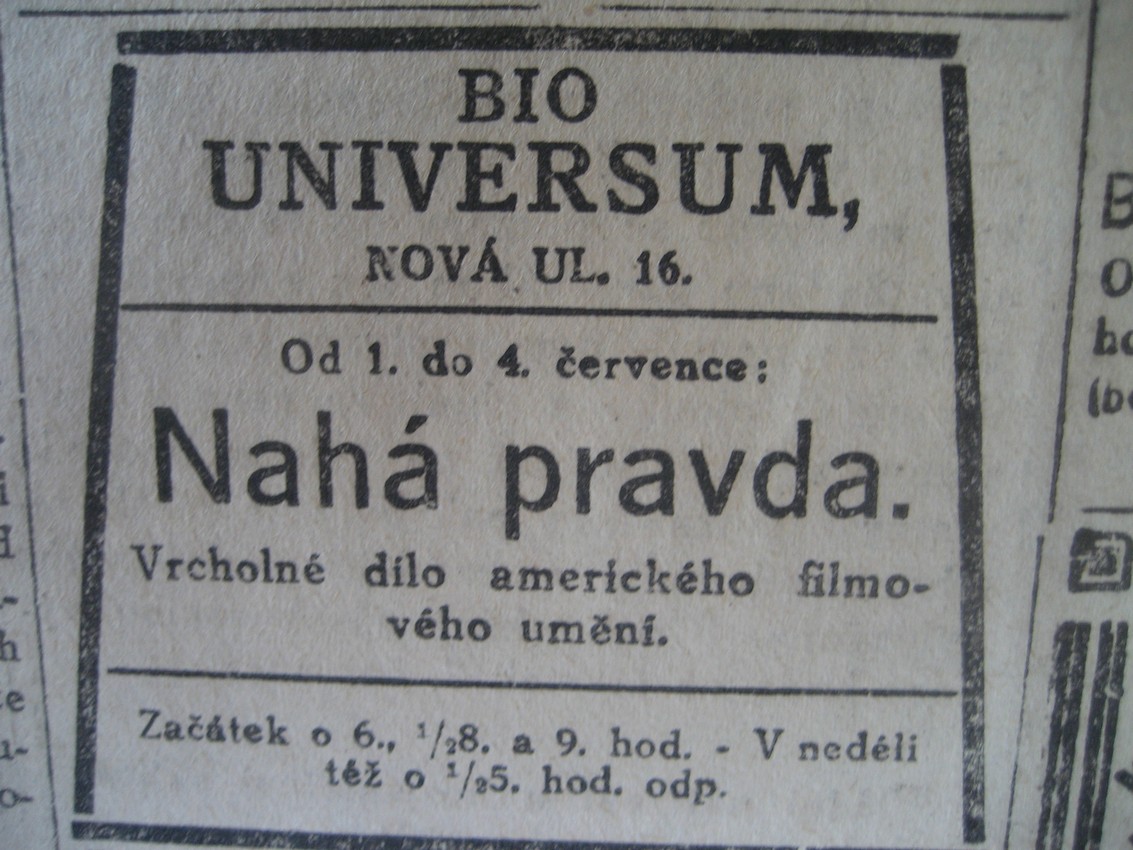 BIO
UNIVERSUM,
NOVÁ UL. 16.
Od 1. do 4. července:
Nahá pravda.
Vrcholné dílo amerického filmo-
vého umění.
Začátek o 6., 1/28. a 9. hod. - V neděli
též o 1/25. hod. odp.